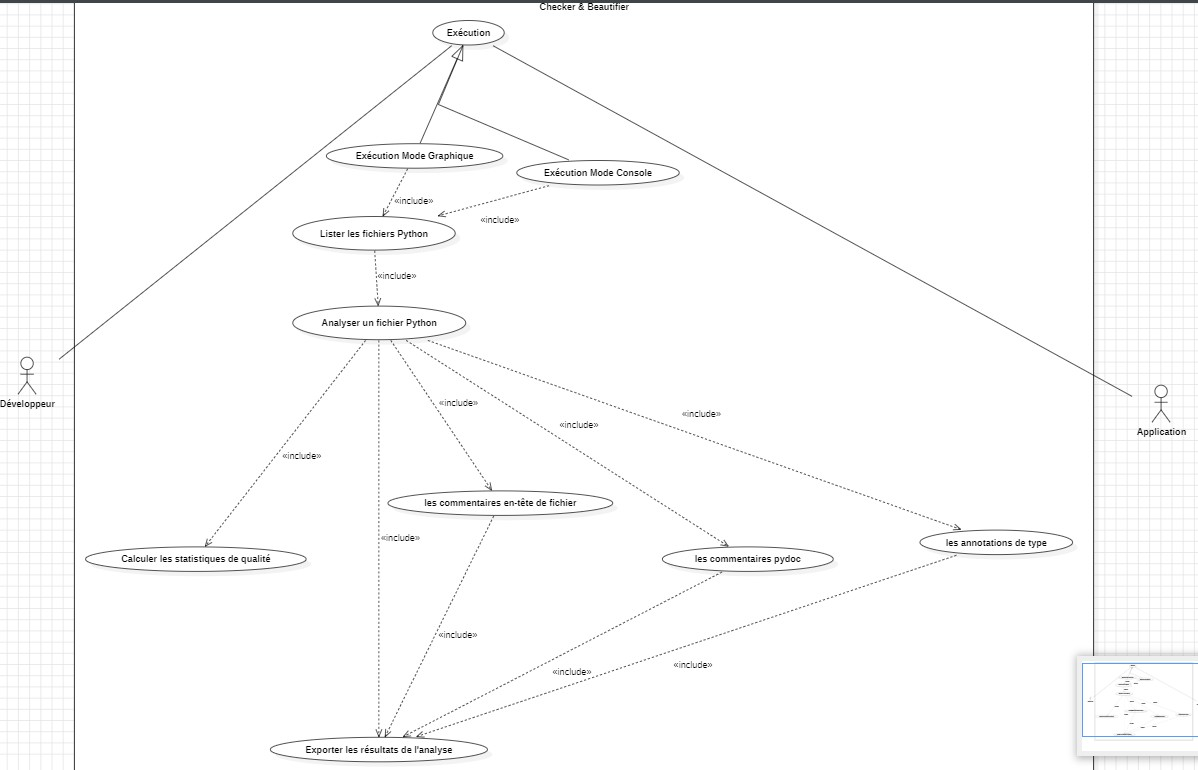 Checker & Beautifier
Exécution
Exécution Mode Graphique
Exécution Mode Console
«include»
«include»
Lister les fichiers Python
«include»
Analyser un fichier Python
«include»
«include»
«include»
«include»
les commentaires en-tête de fichier
«include»
les annotations de type
Calculer les statistiques de qualité
les commentaires pydoc
«include»
«include»
«include»
Exporter les résultats de l'analyse
Développeur
Application